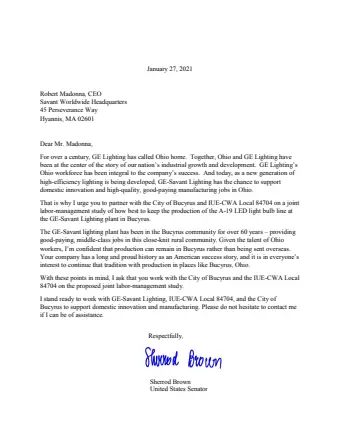 January 27, 2021
Robert Madonna, CEO
Savant Worldwide Headquarters
45 Perseverance Way
Hyannis, MA 02601
Dear Mr. Madonna,
For over a century, GE Lighting has called Ohio home. Together, Ohio and GE Lighting have
been at the center of the story of our nation's industrial growth and development. GE Lighting's
Ohio workforce has been integral to the company's success. And today, as a new generation of
high-efficiency lighting is being developed, GE-Savant Lighting has the chance to support
domestic innovation and high-quality, good-paying manufacturing jobs in Ohio.
That is why I urge you to partner with the City of Bucyrus and IUE-CWA Local 84704 on a joint
labor-management study of how best to keep the production of the A-19 LED light bulb line at
the GE-Savant Lighting plant in Bucyrus.
The GE-Savant lighting plant has been in the Bucyrus community for over 60 years – providing
good-paying, middle-class jobs in this close-knit rural community. Given the talent of Ohio
workers, I'm confident that production can remain in Bucyrus rather than being sent overseas.
Your company has a long and proud history as an American success story, and it is in everyone's
interest to continue that tradition with production in places like Bucyrus, Ohio.
With these points in mind, I ask that you work with the City of Bucyrus and the IUE-CWA Local
84704 on the proposed joint labor-management study.
I stand ready to work with GE-Savant Lighting, IUE-CWA Local 84704, and the City of
Bucyrus to support domestic innovation and manufacturing. Please do not hesitate to contact me
if I can be of assistance.
Respectfully,
Sherrod Brown
Sherrod Brown
United States Senator